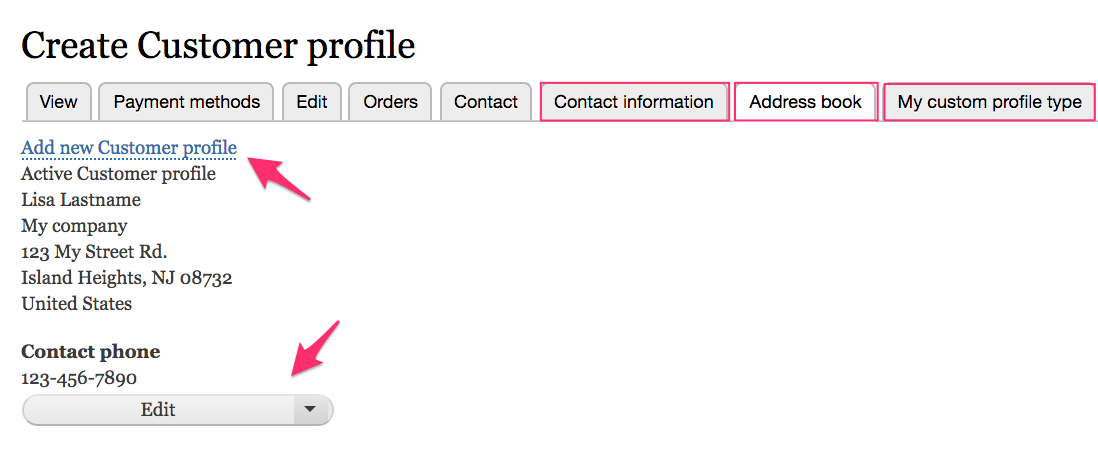 Create Customer profile
View Payment methods Edit Orders Contact Contact information Address book My custom profile type
Add new Customer profile
Active Customer profile
Lisa Lastname
My company
123 My Street Rd.
Island Heights, NJ 08732
United States
Contact phone
123-456-7890
Edit